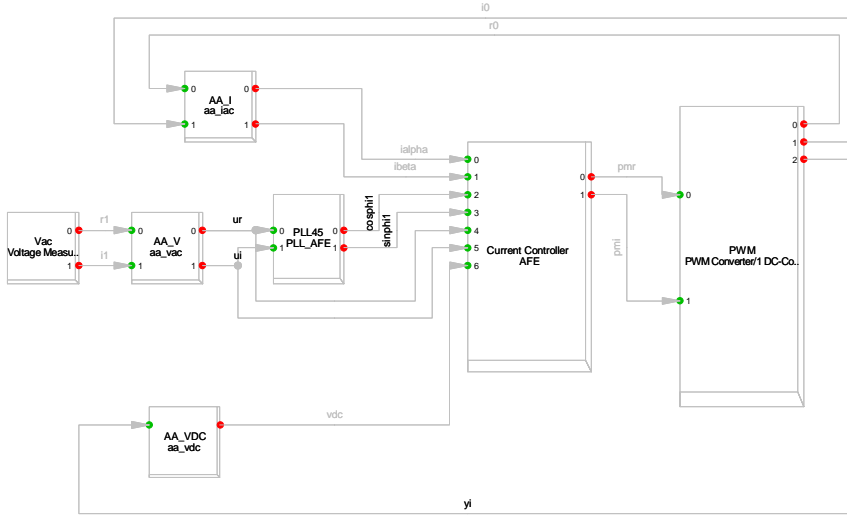 i0
r0
0
AA_I
aa_iac
0
1
1
ialpha
ibeta
0
1
2
3
4
5
6
Current Controller
AFE
0
1
pmr
pmi
0
1
PWM
PWM Converter/1 DC-Co..
0
1
2
Vac
Voltage Measu..
0
1
r1
i1
0
1
AA_V
aa_vac
0
1
ur
ui
0
1
PLL45
PLL_AFE
0
1
cosphi1
sinphi1
AA_VDC
aa_vdc
vdc
yi